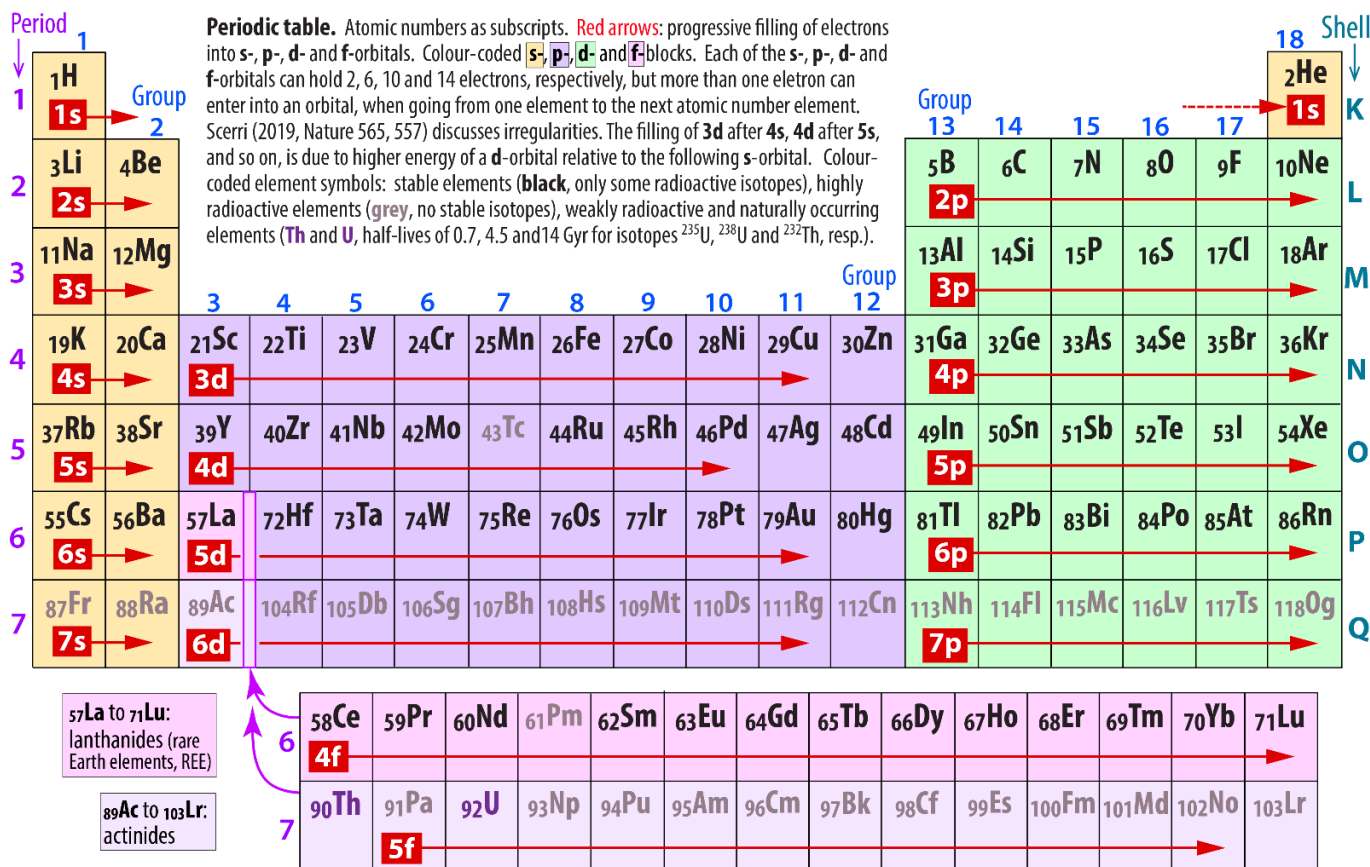 Period
Shell
Periodic table. Atomic numbers as subscripts. Red arrows: progressive filling of electrons
into s-, p-, d- and f-orbitals. Colour-coded s-, p-, d- and f-blocks. Each of the s-, p-, d- and
f-orbitals can hold 2, 6, 10 and 14 electrons, respectively, but more than one eletron can
enter into an orbital, when going from one element to the next atomic number element.
Scerri (2019, Nature 565, 557) discusses irregularities. The filling of 3d after 4s, 4d after 5s,
and so on, is due to higher energy of a d-orbital relative to the following s-orbital. Colour-
coded element symbols: stable elements (black, only some radioactive isotopes), highly
radioactive elements (grey, no stable isotopes), weakly radioactive and naturally occurring
elements (Th and U, half-lives of 0.7, 4.5 and14 Gyr for isotopes ²³⁵U, ²³⁸U and ²³²Th, resp.).
1 18
1 ₁H ₂He K
1s 1s
Group 2
Group 13 14 15 16 17
2 ₃Li ₄Be ₅B ₆C ₇N ₈O ₉F ₁₀Ne L
2s 2p
3 ₁₁Na ₁₂Mg ₁₃Al ₁₄Si ₁₅P ₁₆S ₁₇Cl ₁₈Ar M
3s 3p
3 4 5 6 7 8 9 10 11 Group 12
4 ₁₉K ₂₀Ca ₂₁Sc ₂₂Ti ₂₃V ₂₄Cr ₂₅Mn ₂₆Fe ₂₇Co ₂₈Ni ₂₉Cu ₃₀Zn ₃₁Ga ₃₂Ge ₃₃As ₃₄Se ₃₅Br ₃₆Kr N
4s 3d 4p
5 ₃₇Rb ₃₈Sr ₃₉Y ₄₀Zr ₄₁Nb ₄₂Mo ₄₃Tc ₄₄Ru ₄₅Rh ₄₆Pd ₄₇Ag ₄₈Cd ₄₉In ₅₀Sn ₅₁Sb ₅₂Te ₅₃I ₅₄Xe O
5s 4d 5p
6 ₅₅Cs ₅₆Ba ₅₇La ₇₂Hf ₇₃Ta ₇₄W ₇₅Re ₇₆Os ₇₇Ir ₇₈Pt ₇₉Au ₈₀Hg ₈₁Tl ₈₂Pb ₈₃Bi ₈₄Po ₈₅At ₈₆Rn P
6s 5d 6p
7 ₈₇Fr ₈₈Ra ₈₉Ac ₁₀₄Rf ₁₀₅Db ₁₀₆Sg ₁₀₇Bh ₁₀₈Hs ₁₀₉Mt ₁₁₀Ds ₁₁₁Rg ₁₁₂Cn ₁₁₃Nh ₁₁₄Fl ₁₁₅Mc ₁₁₆Lv ₁₁₇Ts ₁₁₈Og Q
7s 6d 7p
₅₇La to ₇₁Lu:
lanthanides (rare
Earth elements, REE)
6 ₅₈Ce ₅₉Pr ₆₀Nd ₆₁Pm ₆₂Sm ₆₃Eu ₆₄Gd ₆₅Tb ₆₆Dy ₆₇Ho ₆₈Er ₆₉Tm ₇₀Yb ₇₁Lu
4f
₈₉Ac to ₁₀₃Lr:
actinides
7 ₉₀Th ₉₁Pa ₉₂U ₉₃Np ₉₄Pu ₉₅Am ₉₆Cm ₉₇Bk ₉₈Cf ₉₉Es ₁₀₀Fm ₁₀₁Md ₁₀₂No ₁₀₃Lr
5f